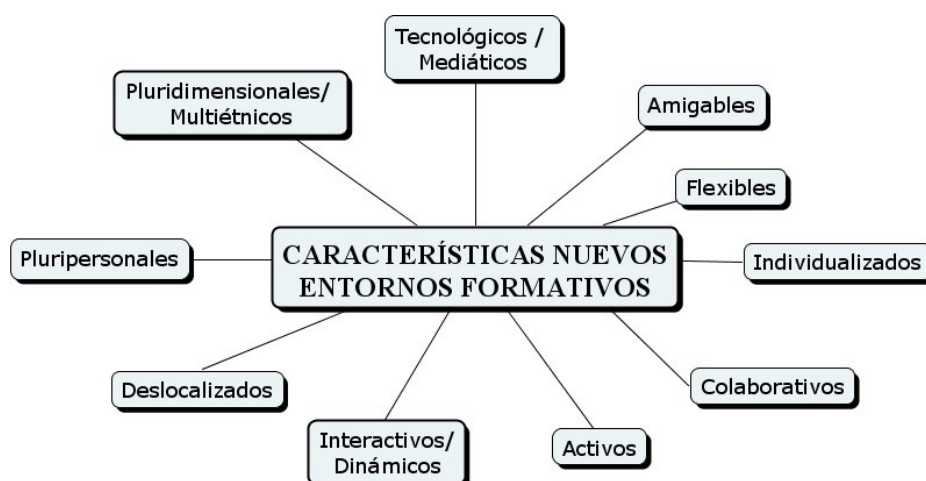 Tecnológicos /
Mediáticos
Pluridimensionales/
Multiétnicos
Amigables
Flexibles
Pluripersonales
CARACTERÍSTICAS NUEVOS
ENTORNOS FORMATIVOS
Individualizados
Deslocalizados
Colaborativos
Interactivos/
Dinámicos
Activos